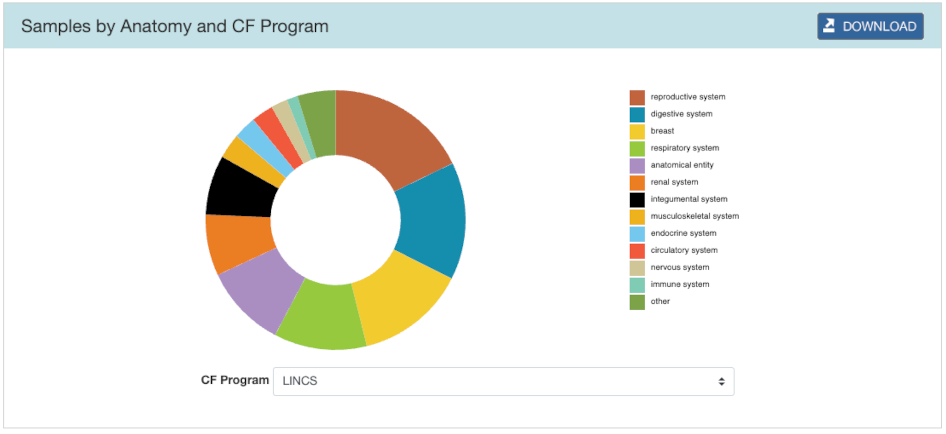 Samples by Anatomy and CF Program
DOWNLOAD
reproductive system
digestive system
breast
respiratory system
anatomical entity
renal system
integumental system
musculoskeletal system
endocrine system
circulatory system
nervous system
immune system
other
CF Program LINCS